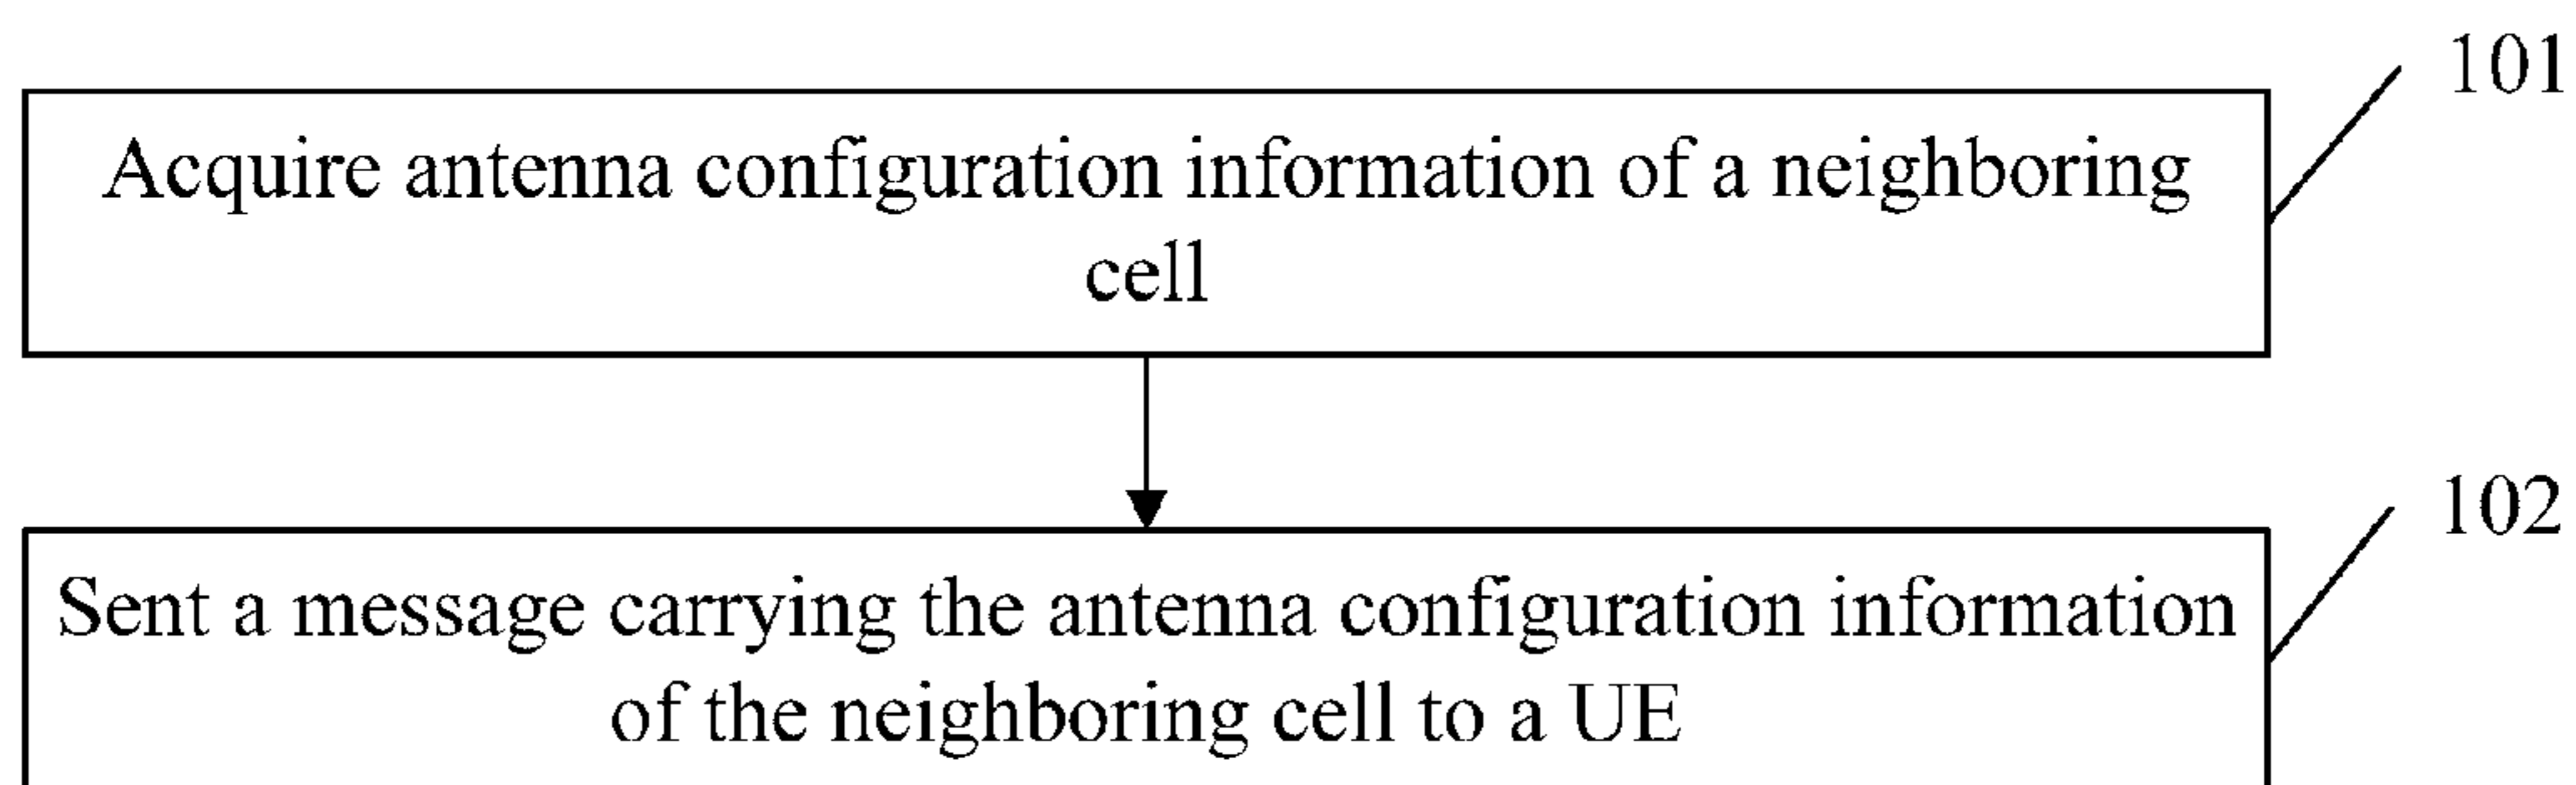 101
Acquire antenna configuration information of a neighboring
cell
102
Sent a message carrying the antenna configuration information
of the neighboring cell to a UE